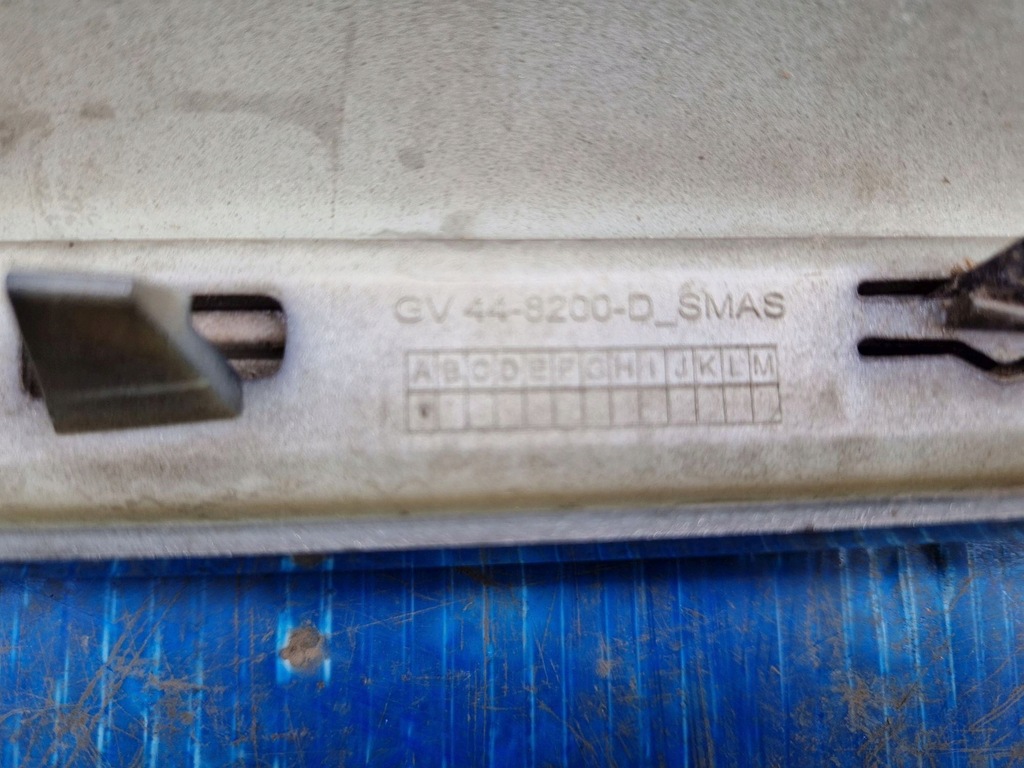 GV 44-8200-D_SMAS
A B C D E F G H I J K L M